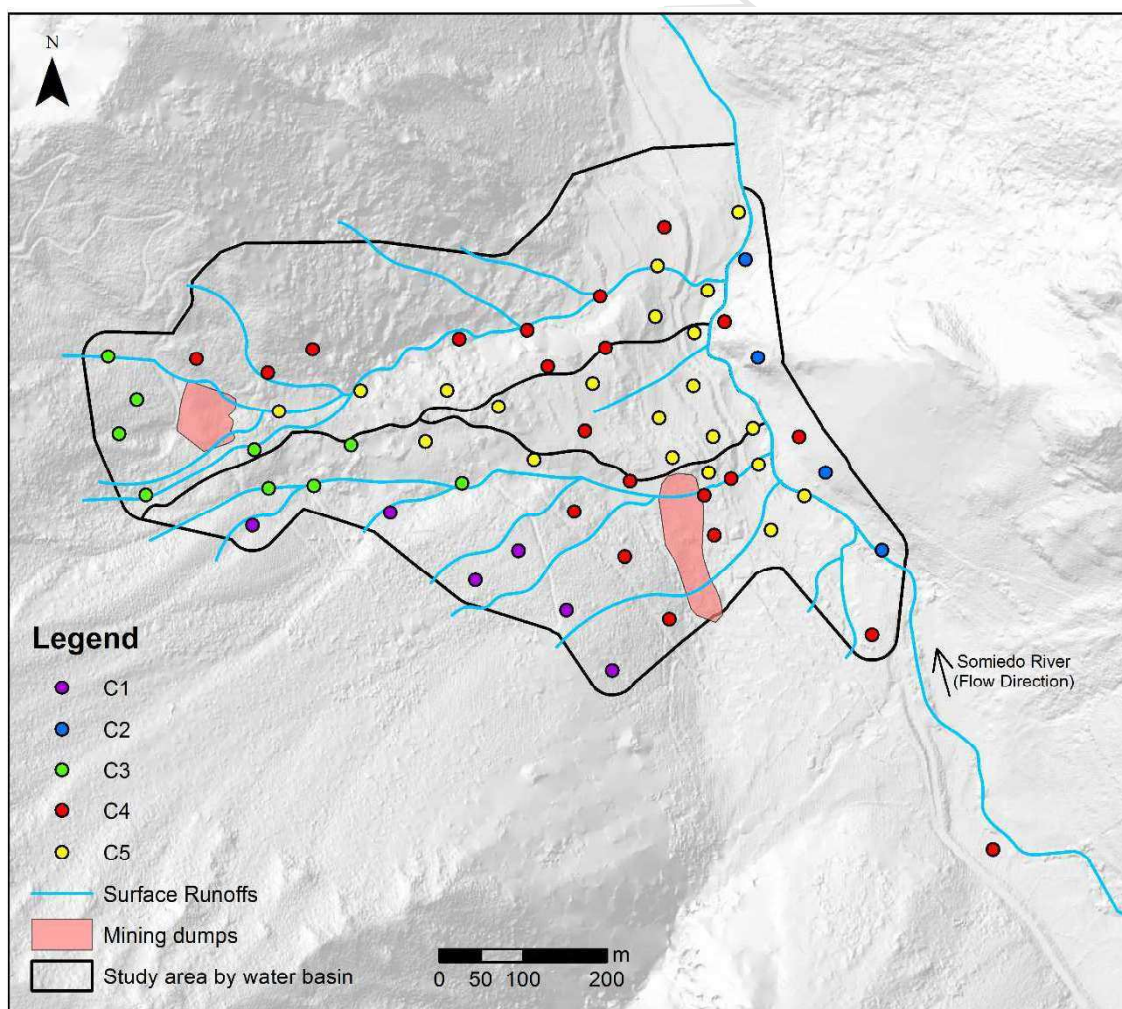 N
Legend
C1
C2
C3
C4
C5
Surface Runoffs
Mining dumps
Study area by water basin
Somiedo River
(Flow Direction)
m
0 50 100 200